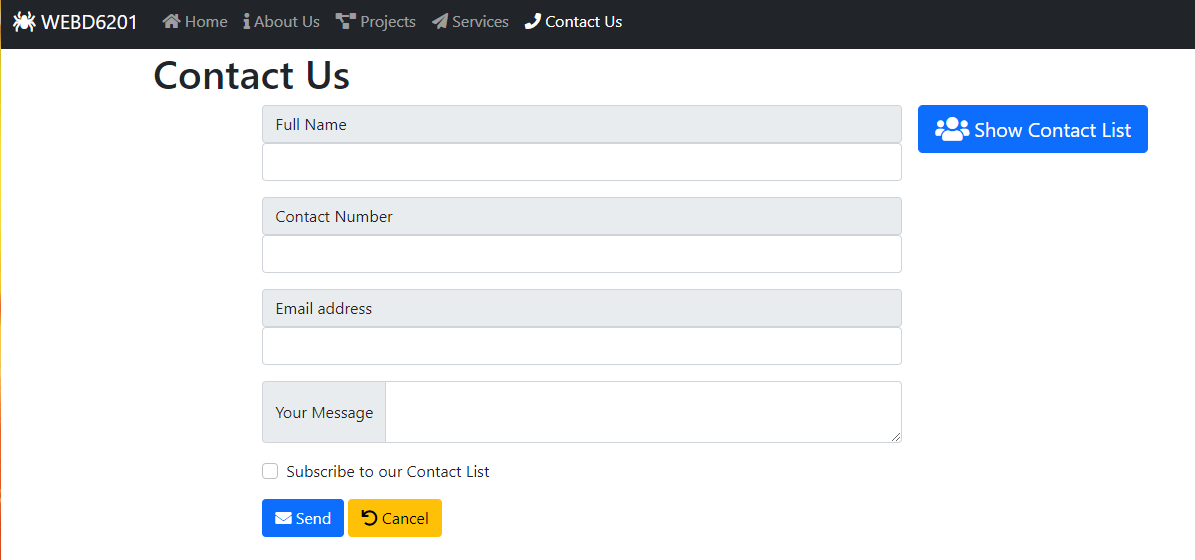 WEBD6201 Home About Us Projects Services Contact Us
Contact Us
Full Name
Show Contact List
Contact Number
Email address
Your Message
Subscribe to our Contact List
Send Cancel